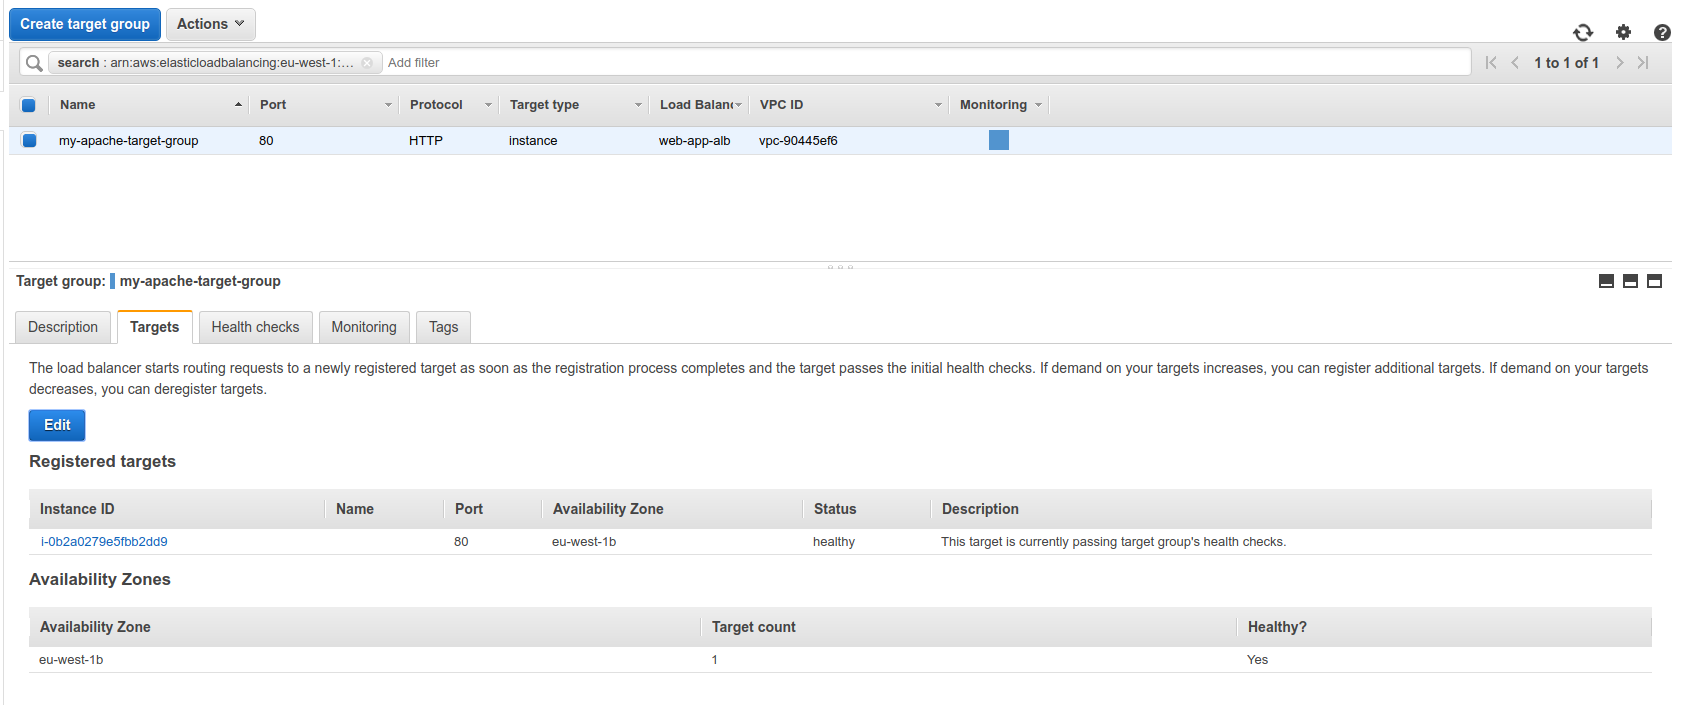 Create target group Actions
search : arn:aws:elasticloadbalancing:eu-west-1:... Add filter 1 to 1 of 1
Name Port Protocol Target type Load Balanc VPC ID Monitoring
my-apache-target-group 80 HTTP instance web-app-alb vpc-90445ef6
Target group: my-apache-target-group
Description Targets Health checks Monitoring Tags
The load balancer starts routing requests to a newly registered target as soon as the registration process completes and the target passes the initial health checks. If demand on your targets increases, you can register additional targets. If demand on your targets
decreases, you can deregister targets.
Edit
Registered targets
Instance ID Name Port Availability Zone Status Description
i-0b2a0279e5fbb2dd9 80 eu-west-1b healthy This target is currently passing target group's health checks.
Availability Zones
Availability Zone Target count Healthy?
eu-west-1b 1 Yes